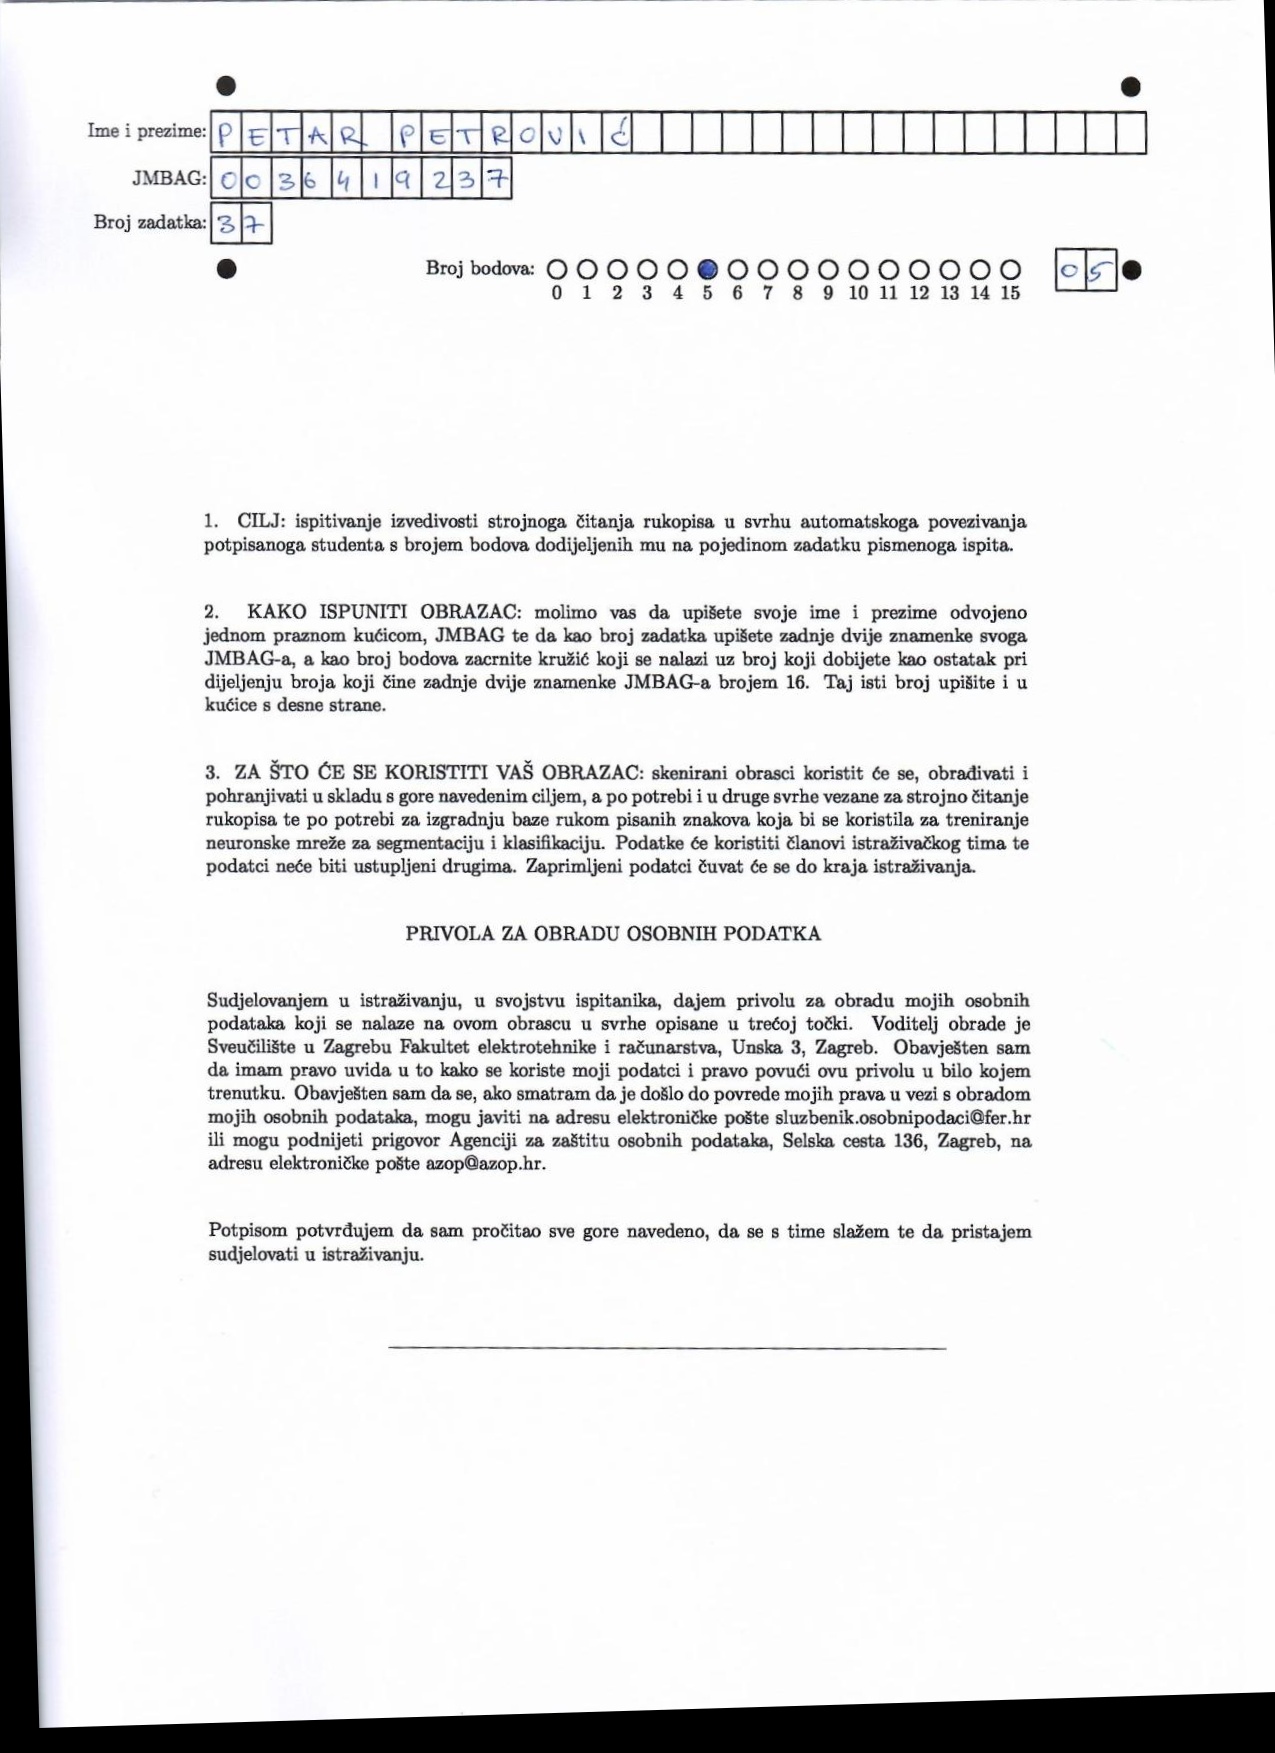 Ime i prezime: PETAR PETROVIĆ
JMBAG: 0036419237
Broj zadatka: 37
Broj bodova: 05
0 1 2 3 4 5 6 7 8 9 10 11 12 13 14 15
1. CILJ: ispitivanje izvedivosti strojnoga čitanja rukopisa u svrhu automatskoga povezivanja
potpisanoga studenta s brojem bodova dodijeljenih mu na pojedinom zadatku pismenoga ispita.
2. KAKO ISPUNITI OBRAZAC: molimo vas da upišete svoje ime i prezime odvojeno
jednom praznom kućicom, JMBAG te da kao broj zadatka upišete zadnje dvije znamenke svoga
JMBAG-a, a kao broj bodova zacrnite kružić koji se nalazi uz broj koji dobijete kao ostatak pri
dijeljenju broja koji čine zadnje dvije znamenke JMBAG-a brojem 16. Taj isti broj upišite i u
kućice s desne strane.
3. ZA ŠTO ĆE SE KORISTITI VAŠ OBRAZAC: skenirani obrasci koristit će se, obrađivati i
pohranjivati u skladu s gore navedenim ciljem, a po potrebi i u druge svrhe vezane za strojno čitanje
rukopisa te po potrebi za izgradnju baze rukom pisanih znakova koja bi se koristila za treniranje
neuronske mreže za segmentaciju i klasifikaciju. Podatke će koristiti članovi istraživačkog tima te
podatci neće biti ustupljeni drugima. Zaprimljeni podatci čuvat će se do kraja istraživanja.
PRIVOLA ZA OBRADU OSOBNIH PODATKA
Sudjelovanjem u istraživanju, u svojstvu ispitanika, dajem privolu za obradu mojih osobnih
podataka koji se nalaze na ovom obrascu u svrhe opisane u trećoj točki. Voditelj obrade je
Sveučilište u Zagrebu Fakultet elektrotehnike i računarstva, Unska 3, Zagreb. Obavješten sam
da imam pravo uvida u to kako se koriste moji podatci i pravo povući ovu privolu u bilo kojem
trenutku. Obavješten sam da se, ako smatram da je došlo do povrede mojih prava u vezi s obradom
mojih osobnih podataka, mogu javiti na adresu elektroničke pošte sluzbenik.osobnipodaci@fer.hr
ili mogu podnijeti prigovor Agenciji za zaštitu osobnih podataka, Selska cesta 136, Zagreb, na
adresu elektroničke pošte azop@azop.hr.
Potpisom potvrđujem da sam pročitao sve gore navedeno, da se s time slažem te da pristajem
sudjelovati u istraživanju.